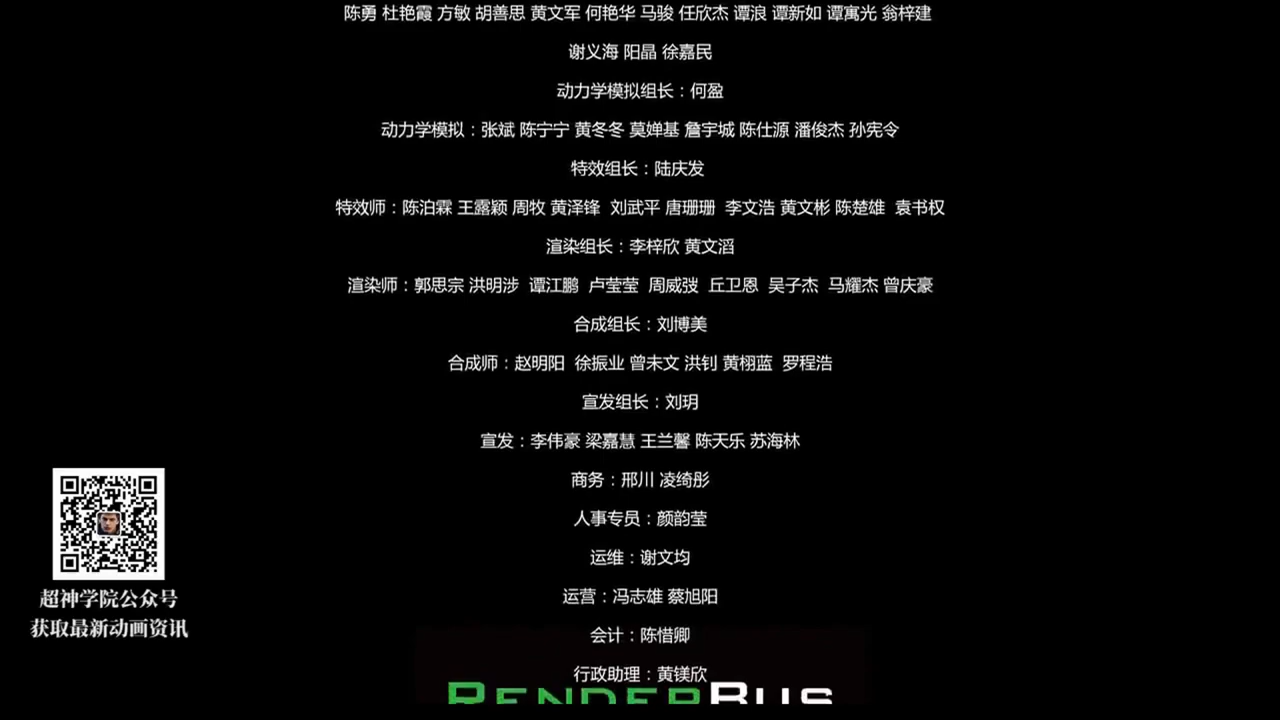 陈勇 杜艳霞 方敏 胡善思 黄文军 何艳华 马骏 任欣杰 谭浪 谭新如 谭寓光 翁梓建
谢义海 阳晶 徐嘉民
动力学模拟组长：何盈
动力学模拟：张斌 陈宁宁 黄冬冬 莫婵基 詹宇城 陈仕源 潘俊杰 孙宪令
特效组长：陆庆发
特效师：陈泊霖 王露颖 周牧 黄泽锋 刘武平 唐珊珊 李文浩 黄文彬 陈楚雄 袁书权
渲染组长：李梓欣 黄文滔
渲染师：郭思宗 洪明涉 谭江鹏 卢莹莹 周威弢 丘卫恩 吴子杰 马耀杰 曾庆豪
合成组长：刘博美
合成师：赵明阳 徐振业 曾未文 洪钊 黄栩蓝 罗程浩
宣发组长：刘玥
宣发：李伟豪 梁嘉慧 王兰馨 陈天乐 苏海林
商务：邢川 凌绮彤
人事专员：颜韵莹
运维：谢文均
运营：冯志雄 蔡旭阳
会计：陈惜卿
行政助理：黄镁欣
RENDERBUS
超神学院公众号
获取最新动画资讯